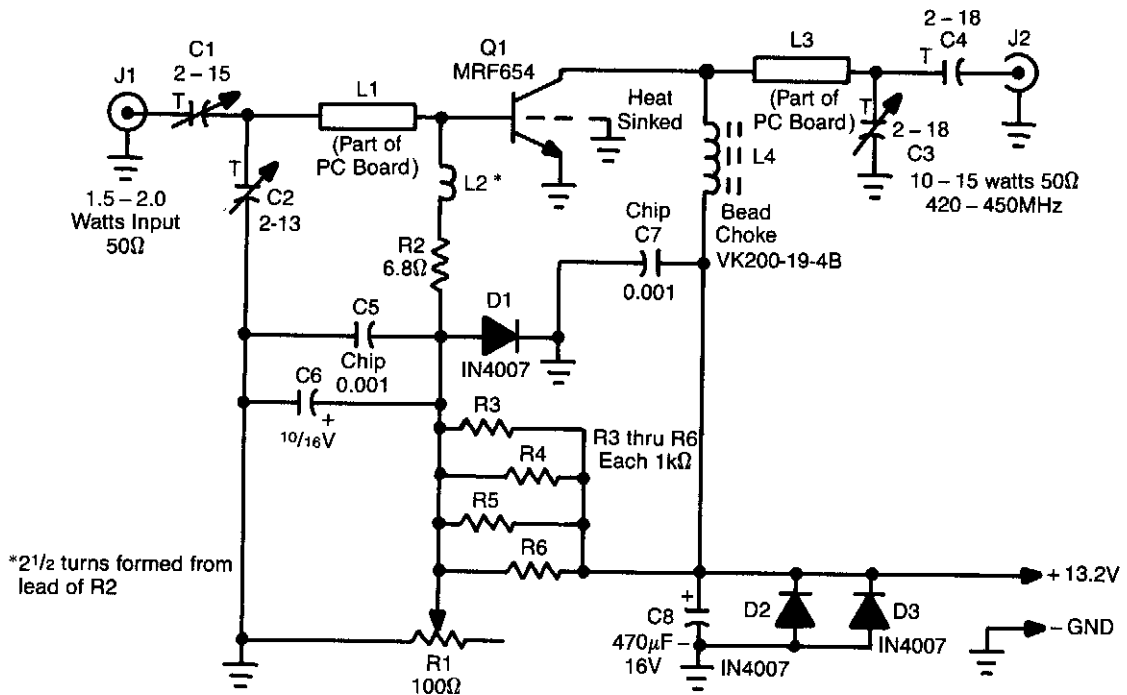 J1
C1
2 – 15
T
L1
(Part of
PC Board)
Q1
MRF654
Heat
Sinked
L3
(Part of
PC Board)
2 – 18
C4
T
J2
T
2 – 18
C3
10 – 15 watts 50Ω
420 – 450MHz
L4
Bead
Choke
VK200-19-4B
1.5 – 2.0
Watts Input
50Ω
T
C2
2-13
L2 *
R2
6.8Ω
Chip
C7
0.001
D1
IN4007
C5
Chip
0.001
C6
+
10/16V
R3
R4
R5
R6
R3 thru R6
Each 1kΩ
*2 1/2 turns formed from
lead of R2
R1
100Ω
+
C8
470µF –
16V
D2
IN4007
D3
IN4007
+ 13.2V
– GND